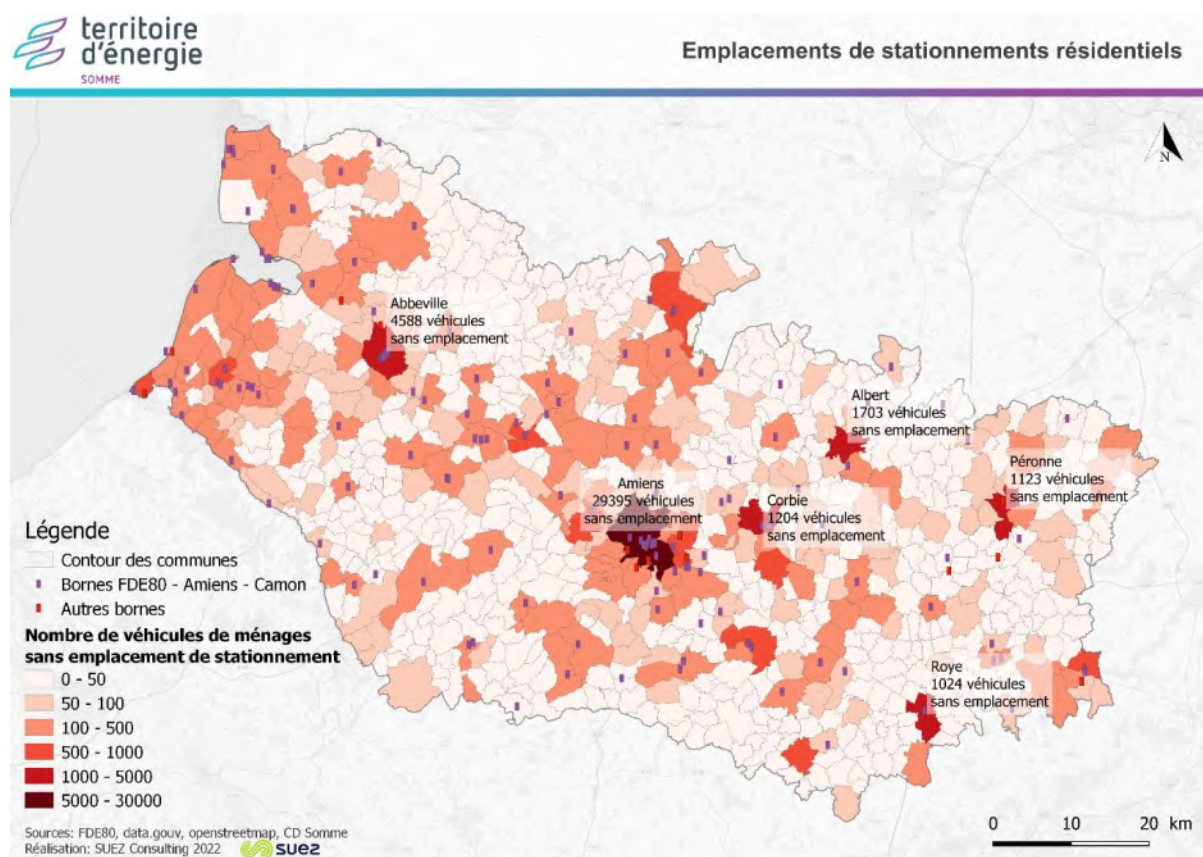 territoire
d'énergie
SOMME
Emplacements de stationnements résidentiels
N
Abbeville
4588 véhicules
sans emplacement
Albert
1703 véhicules
sans emplacement
Péronne
1123 véhicules
sans emplacement
Amiens
29395 véhicules
sans emplacement
Corbie
1204 véhicules
sans emplacement
Roye
1024 véhicules
sans emplacement
Légende
Contour des communes
Bornes FDE80 - Amiens - Camon
Autres bornes
Nombre de véhicules de ménages
sans emplacement de stationnement
0 - 50
50 - 100
100 - 500
500 - 1000
1000 - 5000
5000 - 30000
Sources: FDE80, data.gouv, openstreetmap, CD Somme
Réalisation: SUEZ Consulting 2022 suez
0 10 20 km